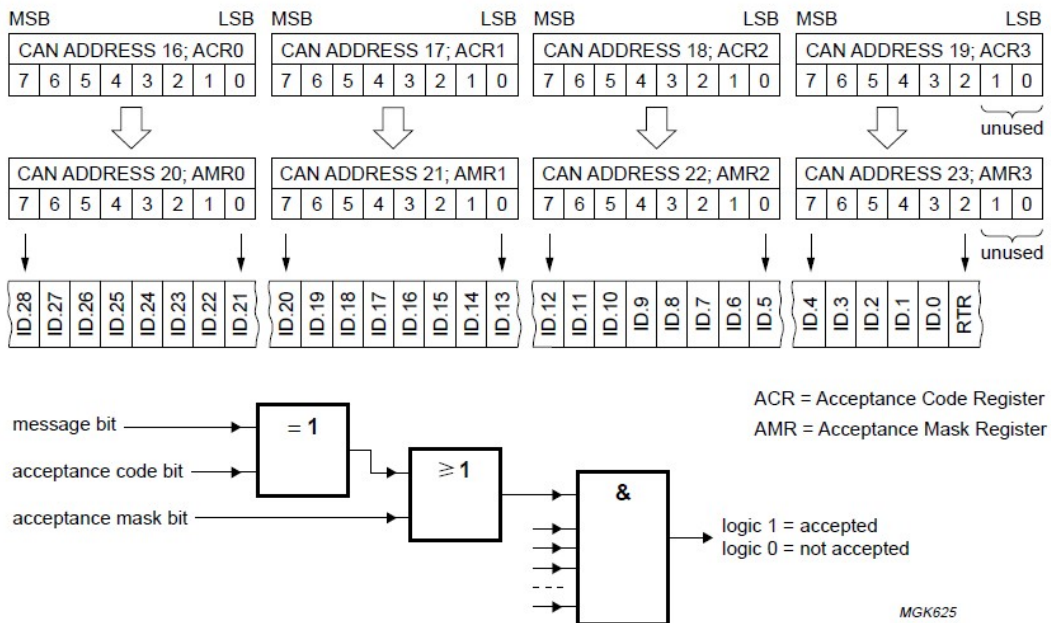 MSB LSB MSB LSB MSB LSB MSB LSB
CAN ADDRESS 16; ACR0 CAN ADDRESS 17; ACR1 CAN ADDRESS 18; ACR2 CAN ADDRESS 19; ACR3
7 6 5 4 3 2 1 0 7 6 5 4 3 2 1 0 7 6 5 4 3 2 1 0 7 6 5 4 3 2 1 0
unused
CAN ADDRESS 20; AMR0 CAN ADDRESS 21; AMR1 CAN ADDRESS 22; AMR2 CAN ADDRESS 23; AMR3
7 6 5 4 3 2 1 0 7 6 5 4 3 2 1 0 7 6 5 4 3 2 1 0 7 6 5 4 3 2 1 0
unused
ID.28 ID.27 ID.26 ID.25 ID.24 ID.23 ID.22 ID.21 ID.20 ID.19 ID.18 ID.17 ID.16 ID.15 ID.14 ID.13 ID.12 ID.11 ID.10 ID.9 ID.8 ID.7 ID.6 ID.5 ID.4 ID.3 ID.2 ID.1 ID.0 RTR
ACR = Acceptance Code Register
AMR = Acceptance Mask Register
message bit
= 1
acceptance code bit
≥ 1
acceptance mask bit
&
logic 1 = accepted
logic 0 = not accepted
MGK625